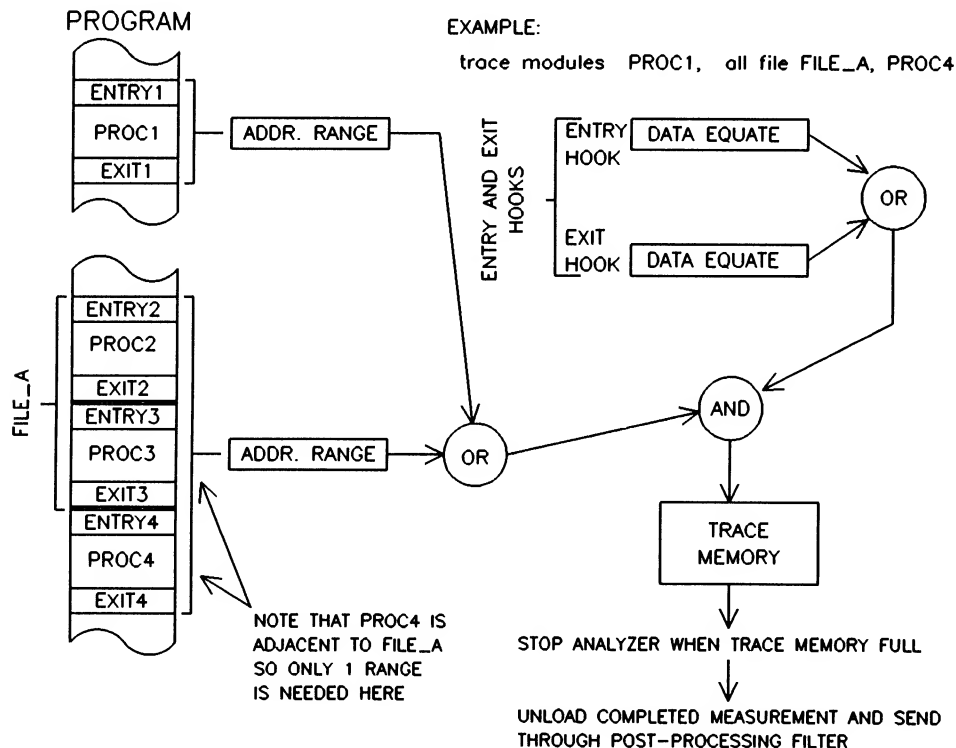 PROGRAM
EXAMPLE:
trace modules PROC1, all file FILE_A, PROC4
ENTRY1
PROC1
EXIT1
ADDR. RANGE
ENTRY AND EXIT
HOOKS
ENTRY
HOOK
DATA EQUATE
EXIT
HOOK
DATA EQUATE
OR
FILE_A
ENTRY2
PROC2
EXIT2
ENTRY3
PROC3
EXIT3
ENTRY4
PROC4
EXIT4
ADDR. RANGE
OR
AND
TRACE
MEMORY
NOTE THAT PROC4 IS
ADJACENT TO FILE_A
SO ONLY 1 RANGE
IS NEEDED HERE
STOP ANALYZER WHEN TRACE MEMORY FULL
UNLOAD COMPLETED MEASUREMENT AND SEND
THROUGH POST-PROCESSING FILTER